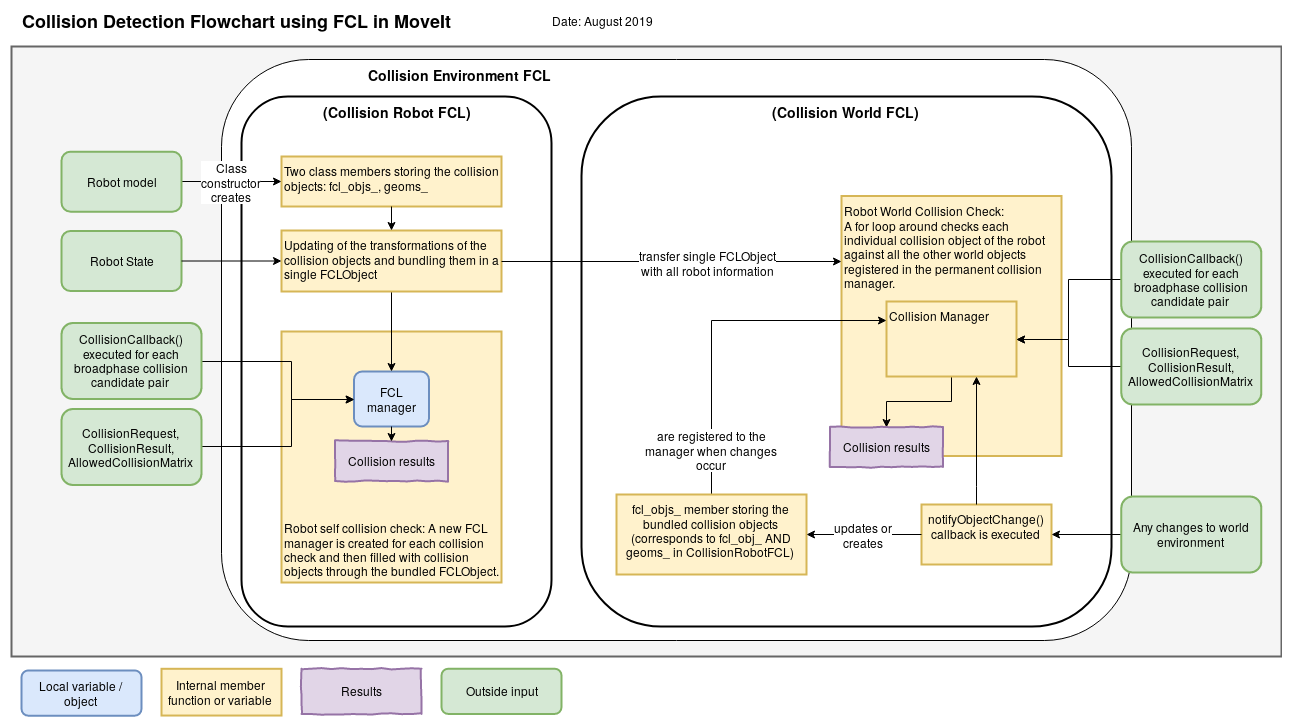 Collision Detection Flowchart using FCL in MoveIt
Date: August 2019
Collision Environment FCL
(Collision Robot FCL)
(Collision World FCL)
Robot model
Class
constructor
creates
Two class members storing the collision
objects: fcl_objs_, geoms_
Robot State
Updating of the transformations of the
collision objects and bundling them in a
single FCLObject
transfer single FCLObject
with all robot information
Robot World Collision Check:
A for loop around checks each
individual collision object of the robot
against all the other world objects
registered in the permanent collision
manager.
Collision Manager
CollisionCallback()
executed for each
broadphase collision
candidate pair
CollisionRequest,
CollisionResult,
AllowedCollisionMatrix
CollisionCallback()
executed for each
broadphase collision
candidate pair
CollisionRequest,
CollisionResult,
AllowedCollisionMatrix
FCL
manager
Collision results
Robot self collision check: A new FCL
manager is created for each collision
check and then filled with collision
objects through the bundled FCLObject.
are registered to the
manager when changes
occur
Collision results
fcl_objs_ member storing the
bundled collision objects
(corresponds to fcl_obj_ AND
geoms_ in CollisionRobotFCL)
updates or
creates
notifyObjectChange()
callback is executed
Any changes to world
environment
Local variable /
object
Internal member
function or variable
Results
Outside input